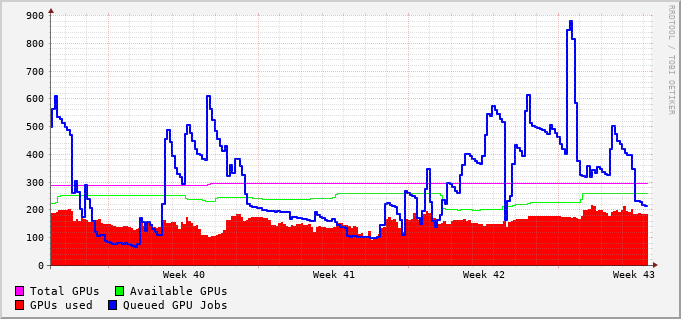 900
800
700
600
500
400
300
200
100
0
Week 40 Week 41 Week 42 Week 43
Total GPUs Available GPUs
GPUs used Queued GPU Jobs
RRDTOOL / TOBI OETIKER